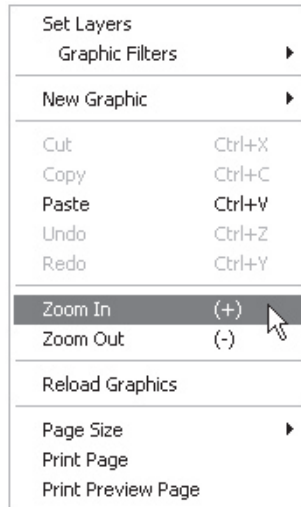 Set Layers
Graphic Filters
New Graphic
Cut Ctrl+X
Copy Ctrl+C
Paste Ctrl+V
Undo Ctrl+Z
Redo Ctrl+Y
Zoom In (+)
Zoom Out (-)
Reload Graphics
Page Size
Print Page
Print Preview Page